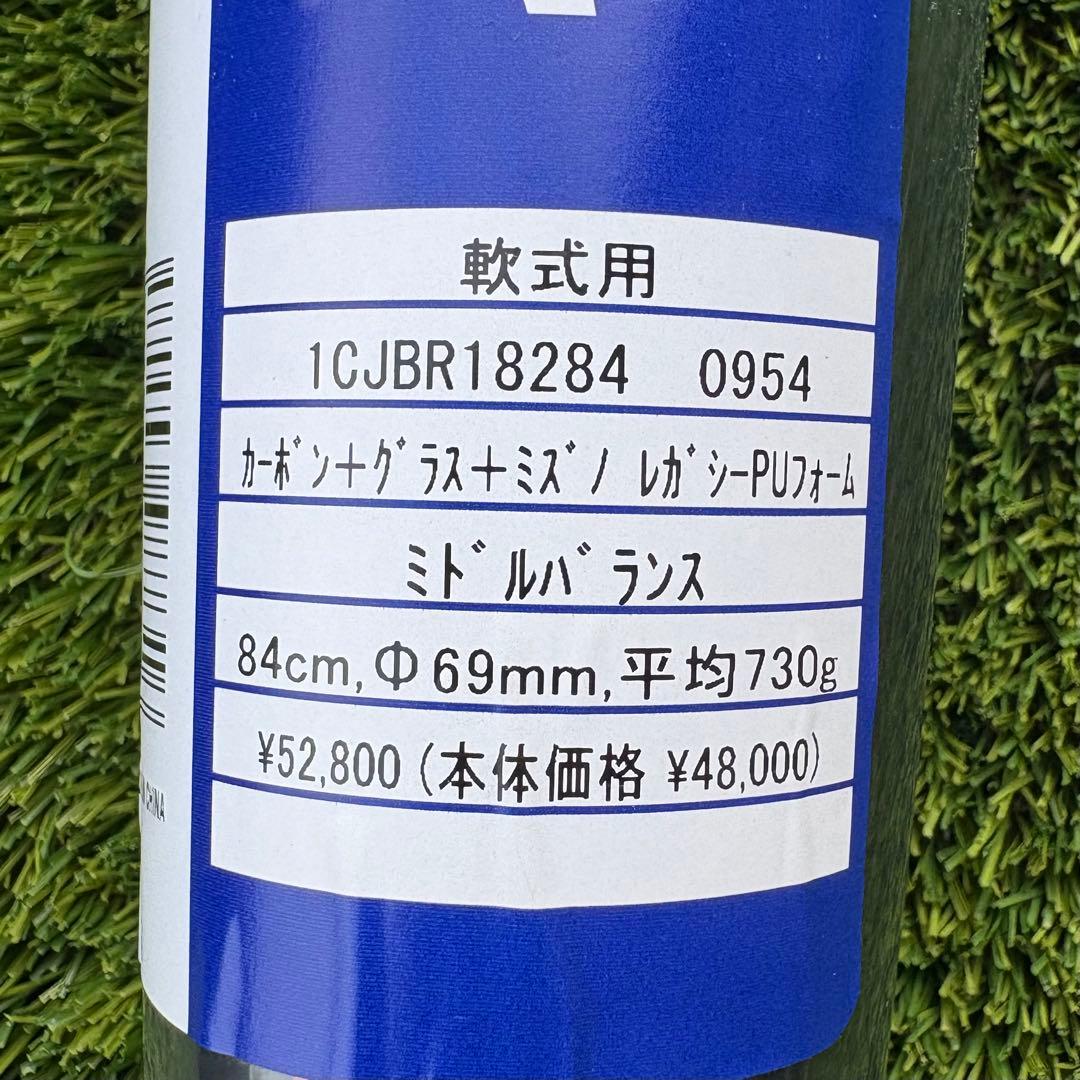 軟式用
1CJBR18284 0954
ｶｰﾎﾞﾝ+ｸﾞﾗｽ+ﾐｽﾞﾉ ﾚｶﾞｼｰPUﾌｫｰﾑ
ﾐﾄﾞﾙﾊﾞﾗﾝｽ
84cm,Φ69mm,平均730g
¥52,800 (本体価格 ¥48,000)
CHINA